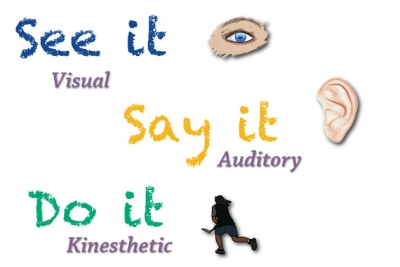 See it
Visual
Say it
Auditory
Do it
Kinesthetic